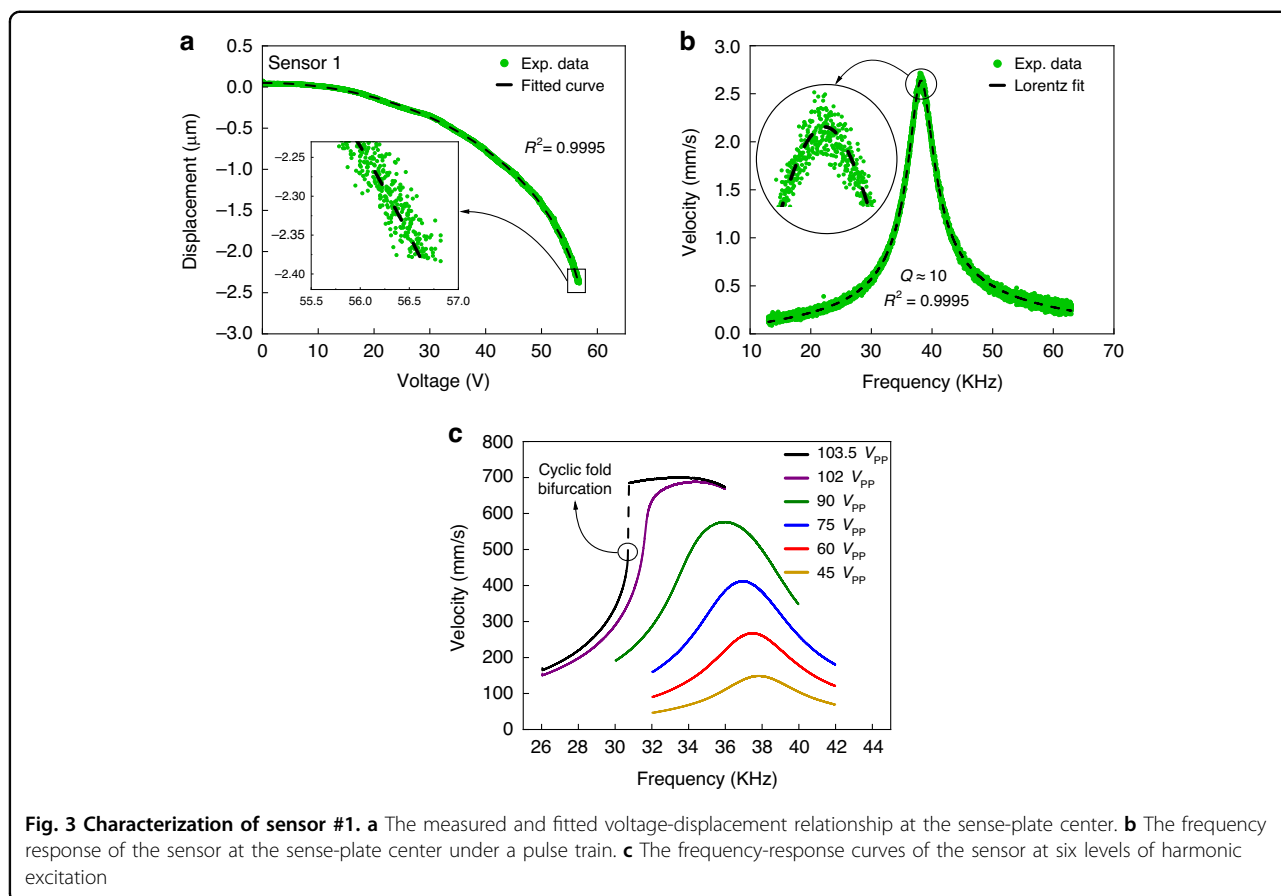 a
Sensor 1
Exp. data
Fitted curve
R² = 0.9995
Displacement (μm)
0.5
0.0
−0.5
−1.0
−1.5
−2.0
−2.5
−3.0
−2.25
−2.30
−2.35
−2.40
55.5 56.0 56.5 57.0
0 10 20 30 40 50 60
Voltage (V)
b
Exp. data
Lorentz fit
Velocity (mm/s)
3.0
2.5
2.0
1.5
1.0
0.5
0.0
Q ≈ 10
R² = 0.9995
10 20 30 40 50 60 70
Frequency (KHz)
c
Velocity (mm/s)
800
700
600
500
400
300
200
100
0
Cyclic fold
bifurcation
103.5 VPP
102 VPP
90 VPP
75 VPP
60 VPP
45 VPP
26 28 30 32 34 36 38 40 42 44
Frequency (KHz)
Fig. 3 Characterization of sensor #1. a The measured and fitted voltage-displacement relationship at the sense-plate center. b The frequency
response of the sensor at the sense-plate center under a pulse train. c The frequency-response curves of the sensor at six levels of harmonic
excitation